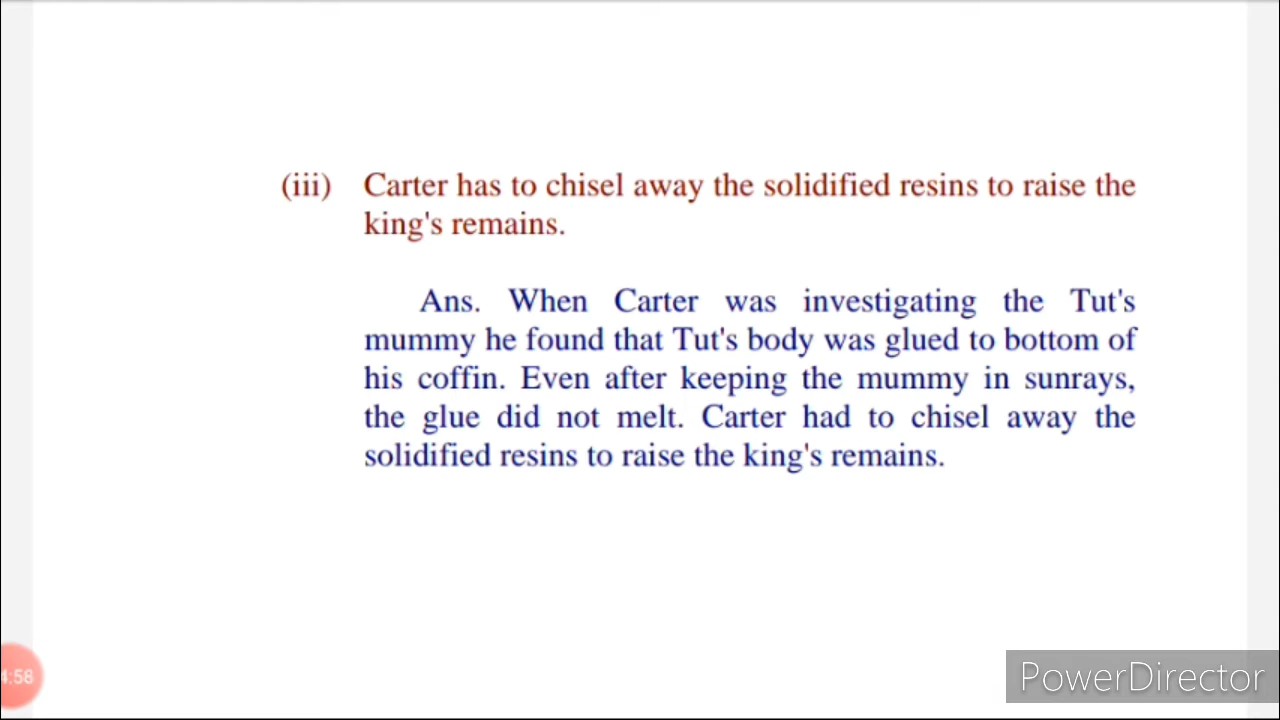 (iii) Carter has to chisel away the solidified resins to raise the
king's remains.
Ans. When Carter was investigating the Tut's
mummy he found that Tut's body was glued to bottom of
his coffin. Even after keeping the mummy in sunrays,
the glue did not melt. Carter had to chisel away the
solidified resins to raise the king's remains.
4:58
PowerDirector